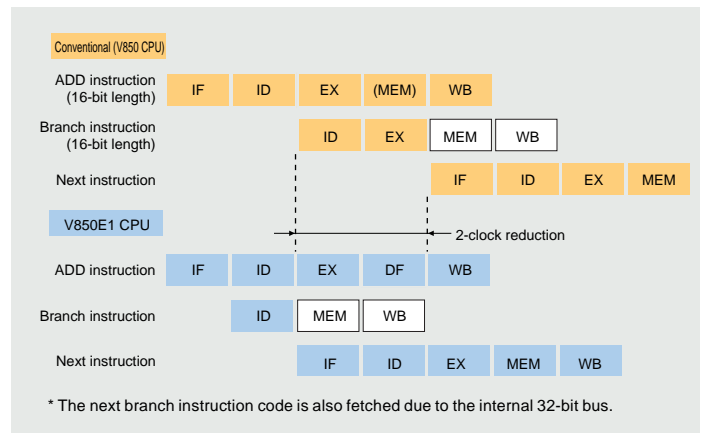 Conventional (V850 CPU)
ADD instruction
(16-bit length)
IF ID EX (MEM) WB
Branch instruction
(16-bit length)
ID EX MEM WB
Next instruction IF ID EX MEM
V850E1 CPU
2-clock reduction
ADD instruction IF ID EX DF WB
Branch instruction ID MEM WB
Next instruction IF ID EX MEM WB
* The next branch instruction code is also fetched due to the internal 32-bit bus.